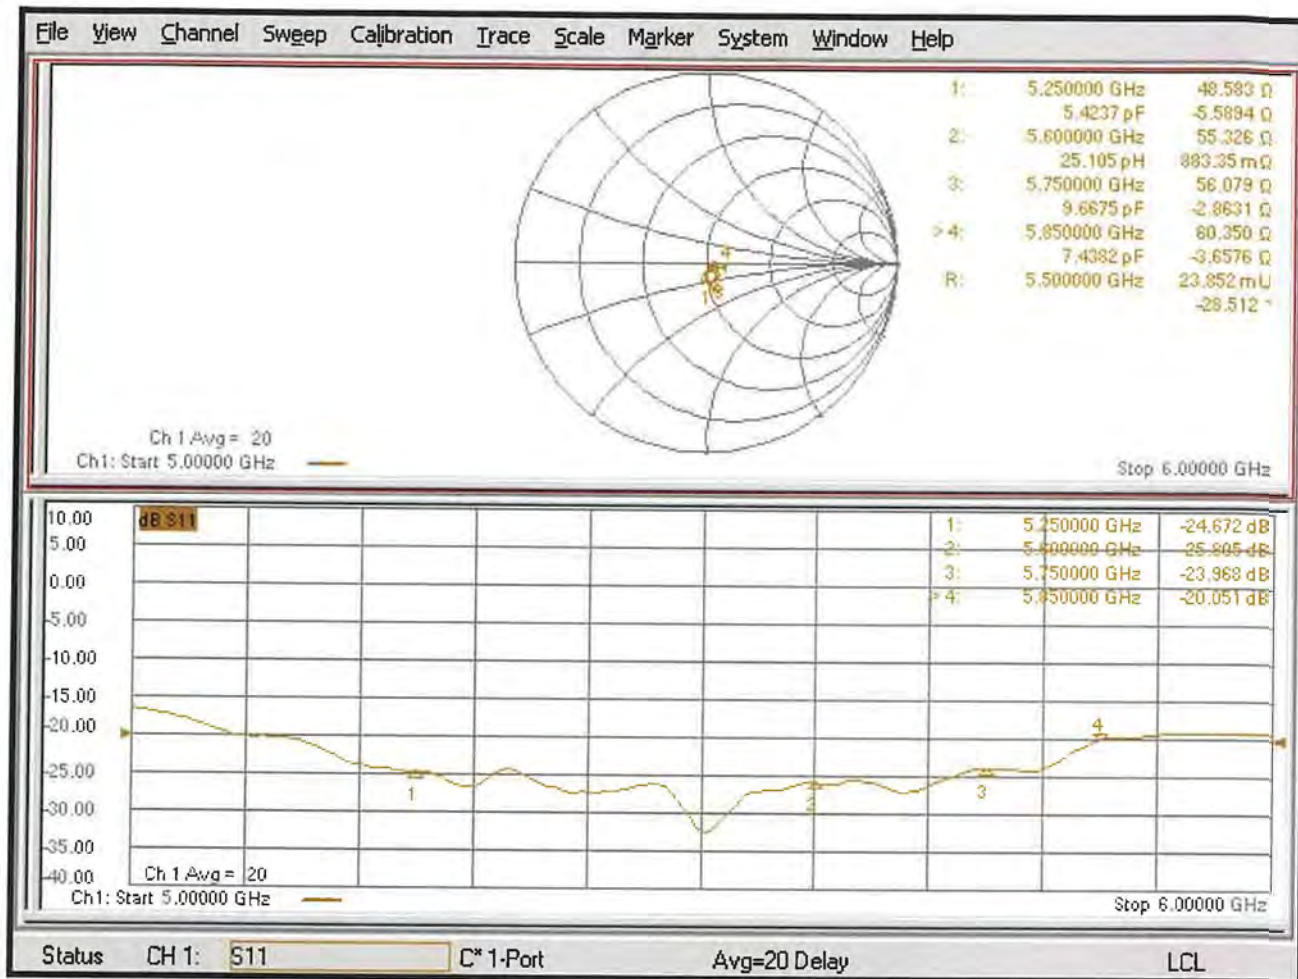 File View Channel Sweep Calibration Trace Scale Marker System Window Help
1: 5.250000 GHz 48.583 Ω
5.4237 pF -5.5894 Ω
2: 5.600000 GHz 55.326 Ω
25.105 pH 883.35 mΩ
3: 5.750000 GHz 56.079 Ω
9.6675 pF -2.8631 Ω
> 4: 5.850000 GHz 60.350 Ω
7.4382 pF -3.6576 Ω
R: 5.500000 GHz 23.852 mU
-28.512 °
4
1
Ch 1 Avg = 20
Ch1: Start 5.00000 GHz
Stop 6.00000 GHz
10.00
dB S11
1: 5.250000 GHz -24.672 dB
5.00
2: 5.600000 GHz -25.805 dB
3: 5.750000 GHz -23.968 dB
0.00
> 4: 5.850000 GHz -20.051 dB
-5.00
-10.00
-15.00
-20.00
4
-25.00
1
2
3
-30.00
-35.00
-40.00
Ch 1 Avg = 20
Ch1: Start 5.00000 GHz
Stop 6.00000 GHz
Status CH 1: S11 C* 1-Port Avg=20 Delay LCL